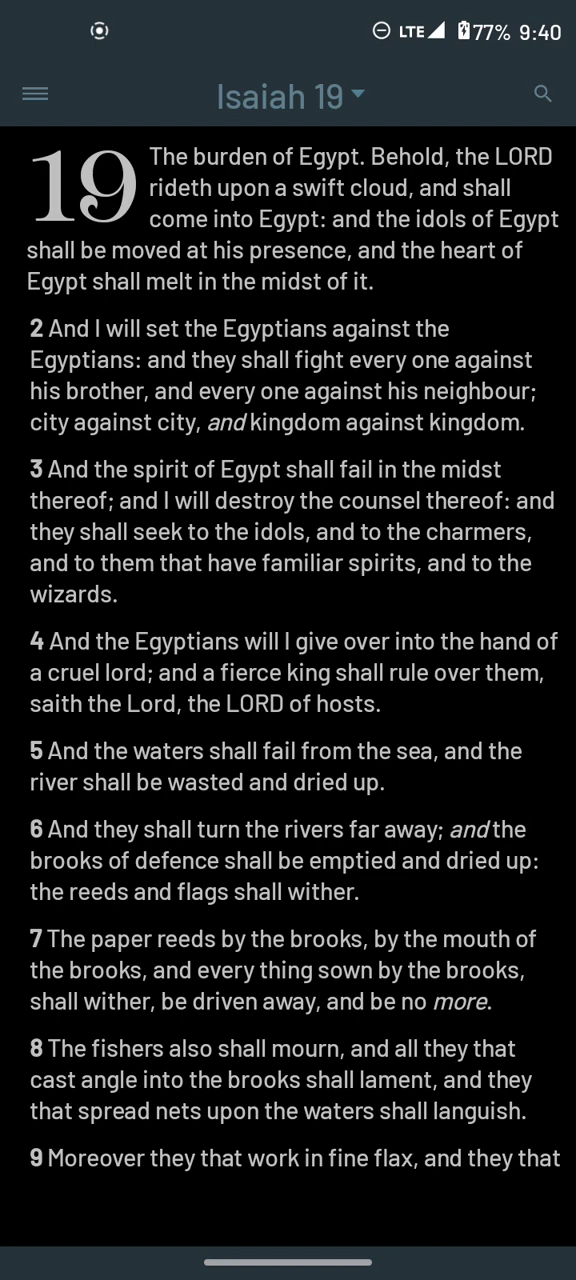 LTE 77% 9:40
Isaiah 19
19 The burden of Egypt. Behold, the LORD
rideth upon a swift cloud, and shall
come into Egypt: and the idols of Egypt
shall be moved at his presence, and the heart of
Egypt shall melt in the midst of it.
2 And I will set the Egyptians against the
Egyptians: and they shall fight every one against
his brother, and every one against his neighbour;
city against city, and kingdom against kingdom.
3 And the spirit of Egypt shall fail in the midst
thereof; and I will destroy the counsel thereof: and
they shall seek to the idols, and to the charmers,
and to them that have familiar spirits, and to the
wizards.
4 And the Egyptians will I give over into the hand of
a cruel lord; and a fierce king shall rule over them,
saith the Lord, the LORD of hosts.
5 And the waters shall fail from the sea, and the
river shall be wasted and dried up.
6 And they shall turn the rivers far away; and the
brooks of defence shall be emptied and dried up:
the reeds and flags shall wither.
7 The paper reeds by the brooks, by the mouth of
the brooks, and every thing sown by the brooks,
shall wither, be driven away, and be no more.
8 The fishers also shall mourn, and all they that
cast angle into the brooks shall lament, and they
that spread nets upon the waters shall languish.
9 Moreover they that work in fine flax, and they that